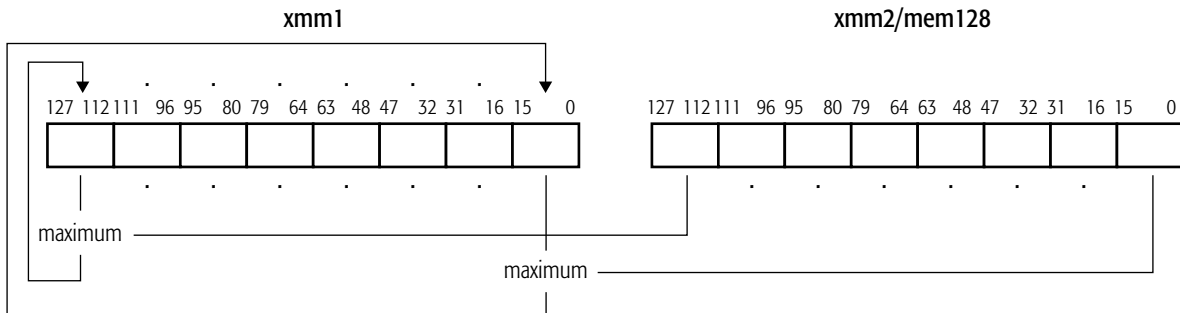 xmm1 xmm2/mem128
127 112 111 96 95 80 79 64 63 48 47 32 31 16 15 0 127 112 111 96 95 80 79 64 63 48 47 32 31 16 15 0
maximum
maximum